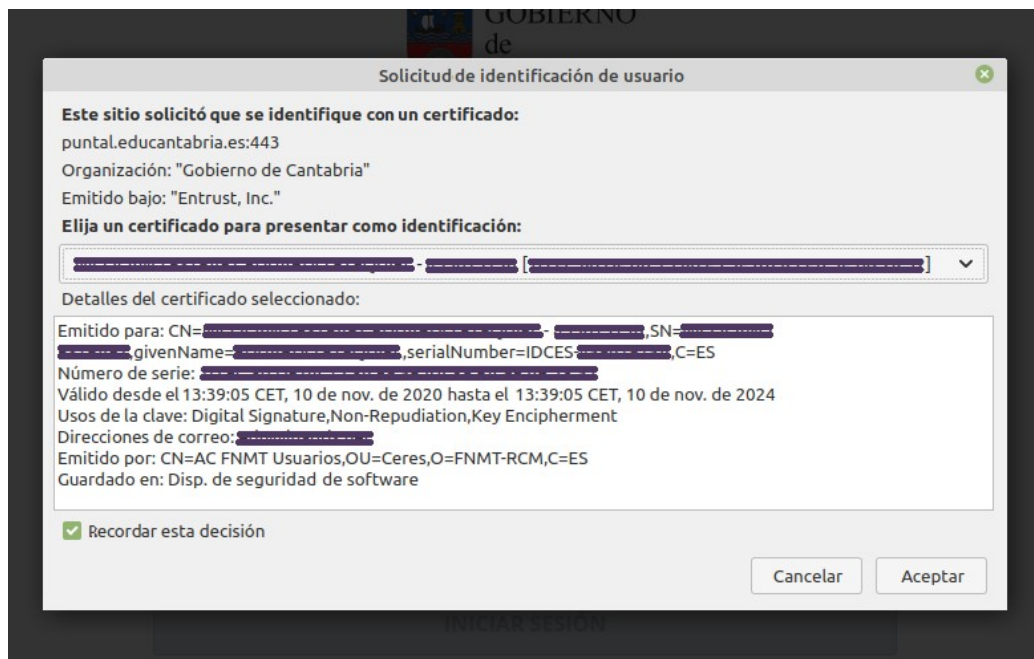 GOBIERNO
de
Solicitud de identificación de usuario
Este sitio solicitó que se identifique con un certificado:
puntal.educantabria.es:443
Organización: "Gobierno de Cantabria"
Emitido bajo: "Entrust, Inc."
Elija un certificado para presentar como identificación:
- [ ]
Detalles del certificado seleccionado:
Emitido para: CN= - ,SN=
,givenName= ,serialNumber=IDCES- ,C=ES
Número de serie:
Válido desde el 13:39:05 CET, 10 de nov. de 2020 hasta el 13:39:05 CET, 10 de nov. de 2024
Usos de la clave: Digital Signature,Non-Repudiation,Key Encipherment
Direcciones de correo:
Emitido por: CN=AC FNMT Usuarios,OU=Ceres,O=FNMT-RCM,C=ES
Guardado en: Disp. de seguridad de software
Recordar esta decisión
Cancelar Aceptar
INICIAR SESIÓN